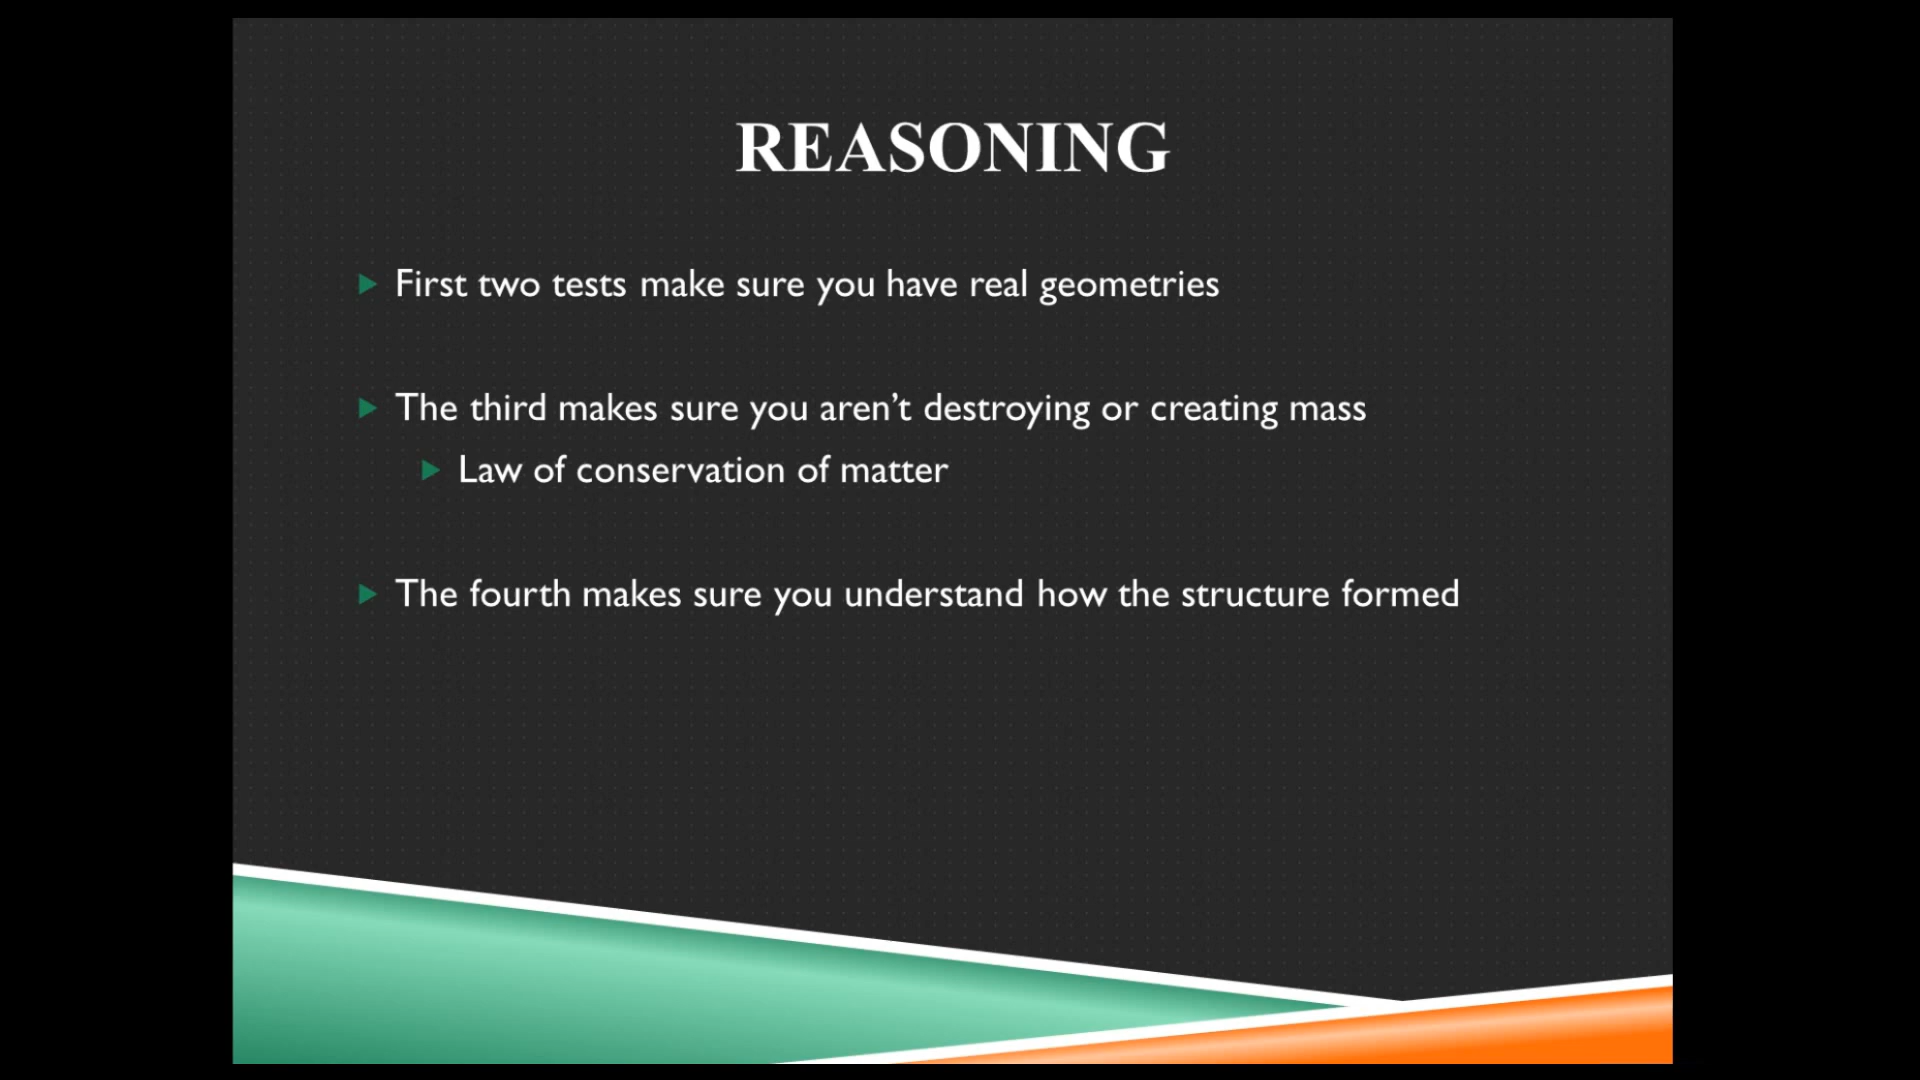 REASONING
First two tests make sure you have real geometries
The third makes sure you aren’t destroying or creating mass
Law of conservation of matter
The fourth makes sure you understand how the structure formed